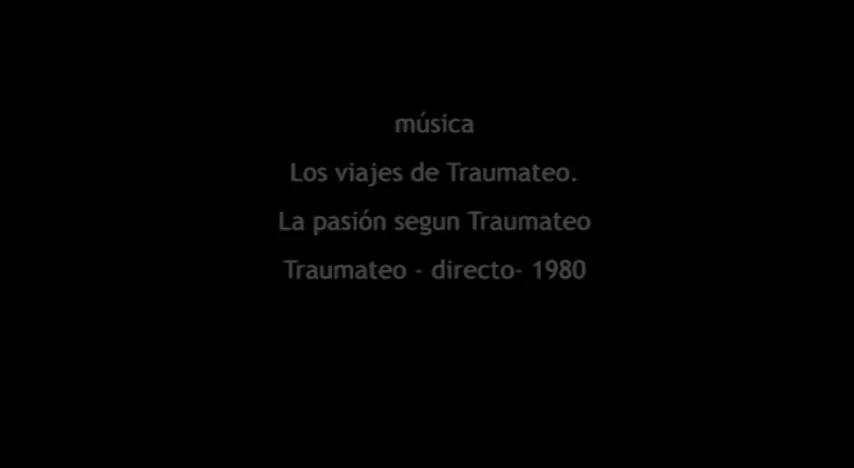 música
Los viajes de Traumateo.
La pasión segun Traumateo
Traumateo - directo- 1980